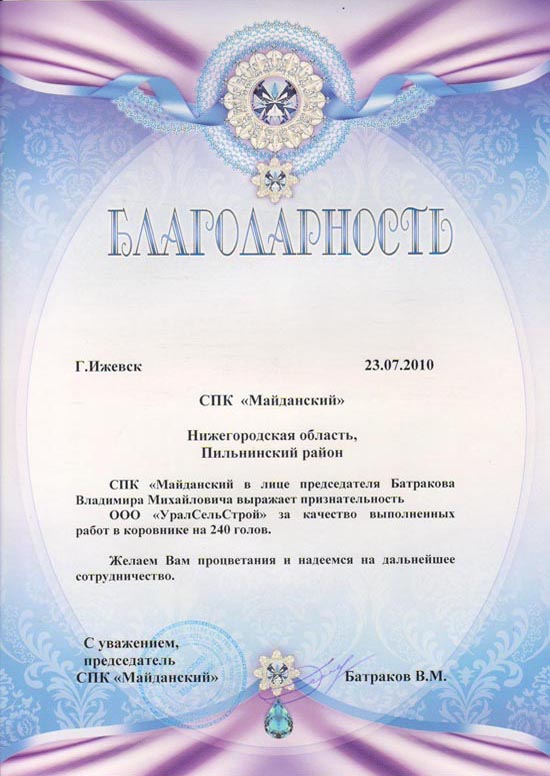 БЛАГОДАРНОСТЬ
Г.Ижевск 23.07.2010
СПК «Майданский»
Нижегородская область,
Пильнинский район
СПК «Майданский в лице председателя Батракова
Владимира Михайловича выражает признательность
ООО «УралСельСтрой» за качество выполненных
работ в коровнике на 240 голов.
Желаем Вам процветания и надеемся на дальнейшее
сотрудничество.
С уважением,
председатель
СПК «Майданский» Батраков В.М.